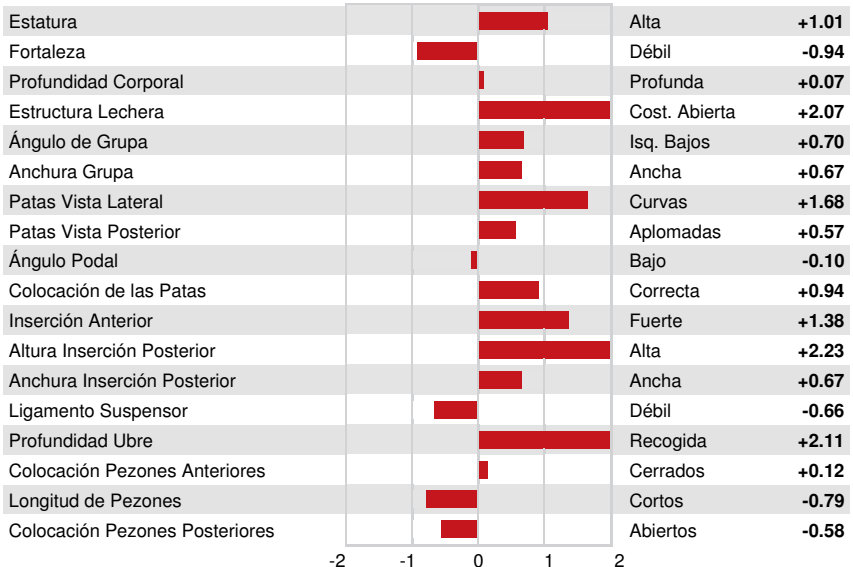 Estatura Alta +1.01
Fortaleza Débil -0.94
Profundidad Corporal Profunda +0.07
Estructura Lechera Cost. Abierta +2.07
Ángulo de Grupa Isq. Bajos +0.70
Anchura Grupa Ancha +0.67
Patas Vista Lateral Curvas +1.68
Patas Vista Posterior Aplomadas +0.57
Ángulo Podal Bajo -0.10
Colocación de las Patas Correcta +0.94
Inserción Anterior Fuerte +1.38
Altura Inserción Posterior Alta +2.23
Anchura Inserción Posterior Ancha +0.67
Ligamento Suspensor Débil -0.66
Profundidad Ubre Recogida +2.11
Colocación Pezones Anteriores Cerrados +0.12
Longitud de Pezones Cortos -0.79
Colocación Pezones Posteriores Abiertos -0.58
-2 -1 0 1 2